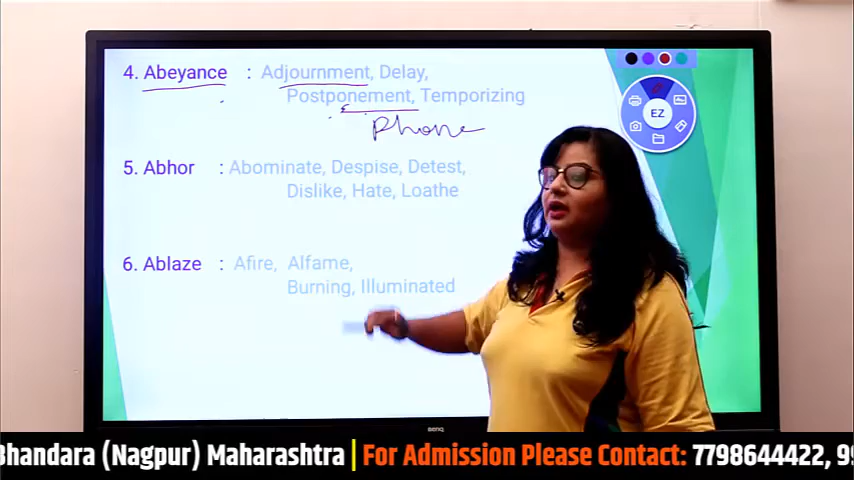 4. Abeyance : Adjournment, Delay,
Postponement, Temporizing
Phone
5. Abhor : Abominate, Despise, Detest,
Dislike, Hate, Loathe
6. Ablaze : Afire, Alfame,
Burning, Illuminated
EZ
BenQ
Bhandara (Nagpur) Maharashtra | For Admission Please Contact: 7798644422, 99